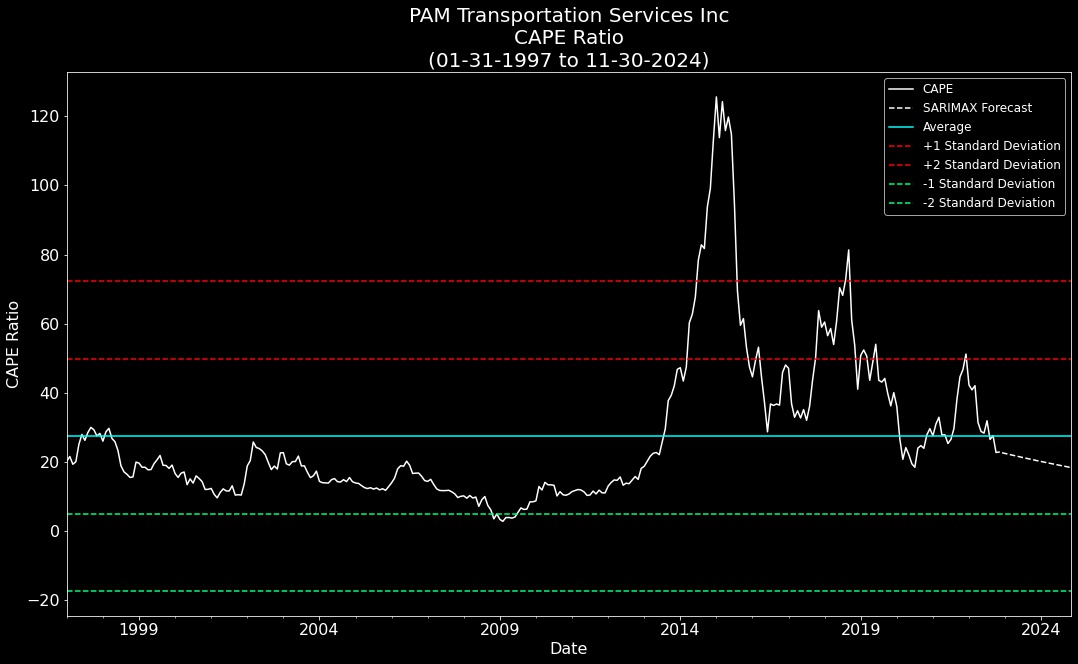 PAM Transportation Services Inc
CAPE Ratio
(01-31-1997 to 11-30-2024)
CAPE
SARIMAX Forecast
Average
+1 Standard Deviation
+2 Standard Deviation
-1 Standard Deviation
-2 Standard Deviation
CAPE Ratio
120
100
80
60
40
20
0
−20
1999 2004 2009 2014 2019 2024
Date